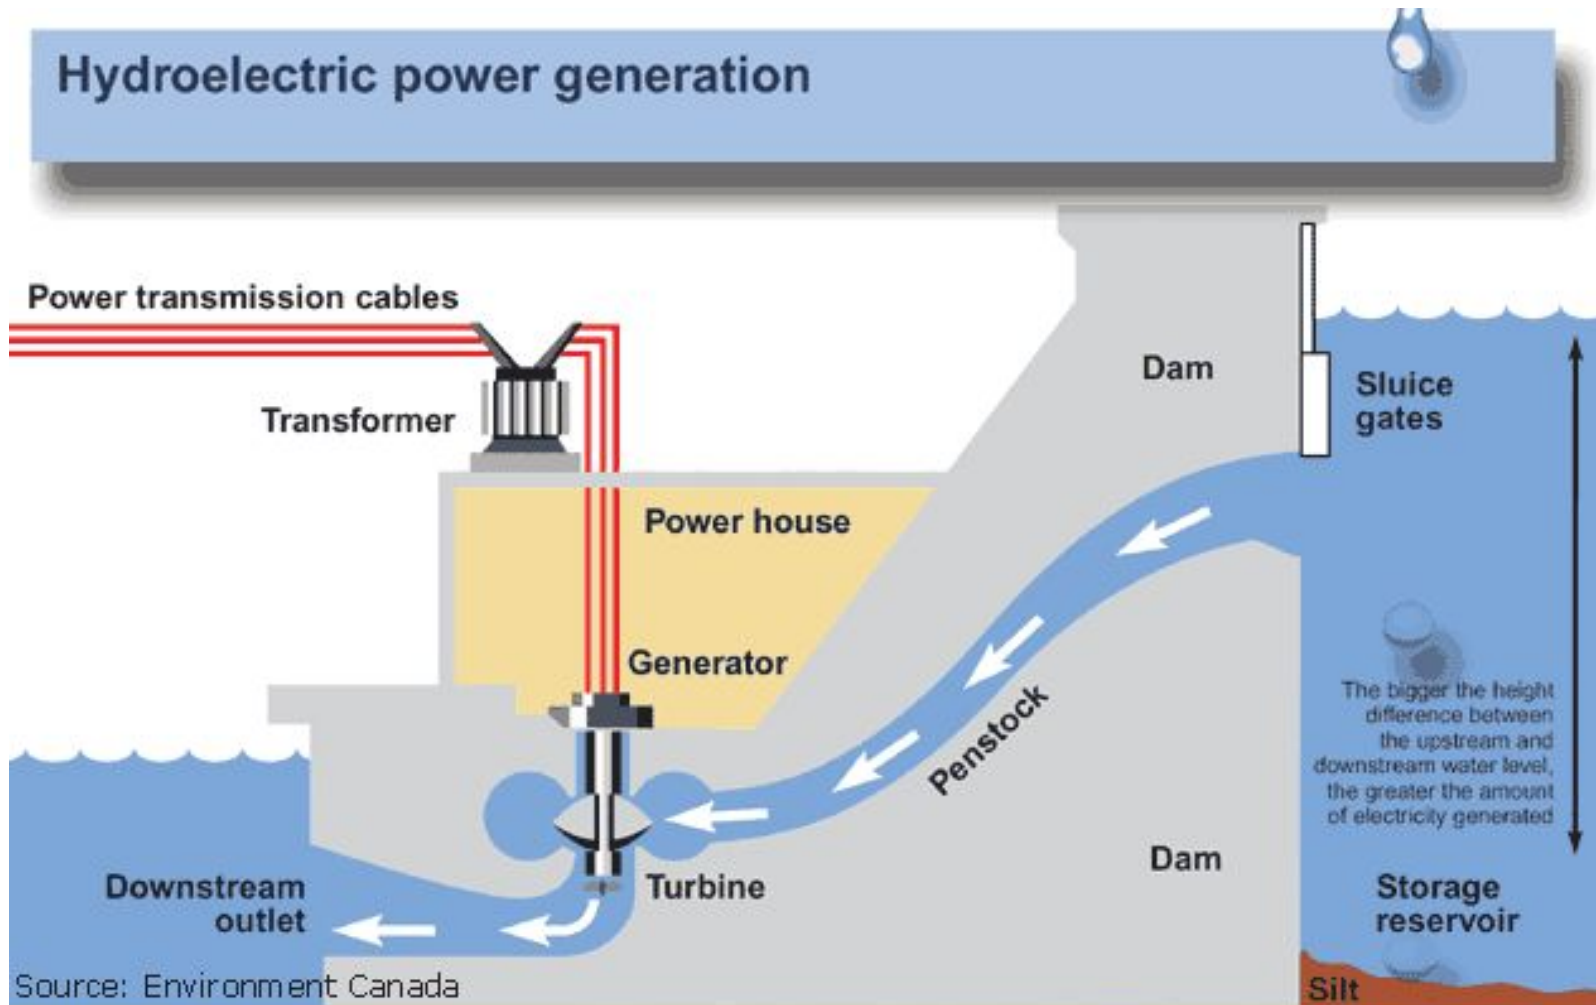 Hydroelectric power generation
Power transmission cables
Transformer
Power house
Generator
Dam
Sluice
gates
Penstock
The bigger the height
difference between
the upstream and
downstream water level,
the greater the amount
of electricity generated
Dam
Turbine
Downstream
outlet
Storage
reservoir
Silt
Source: Environment Canada